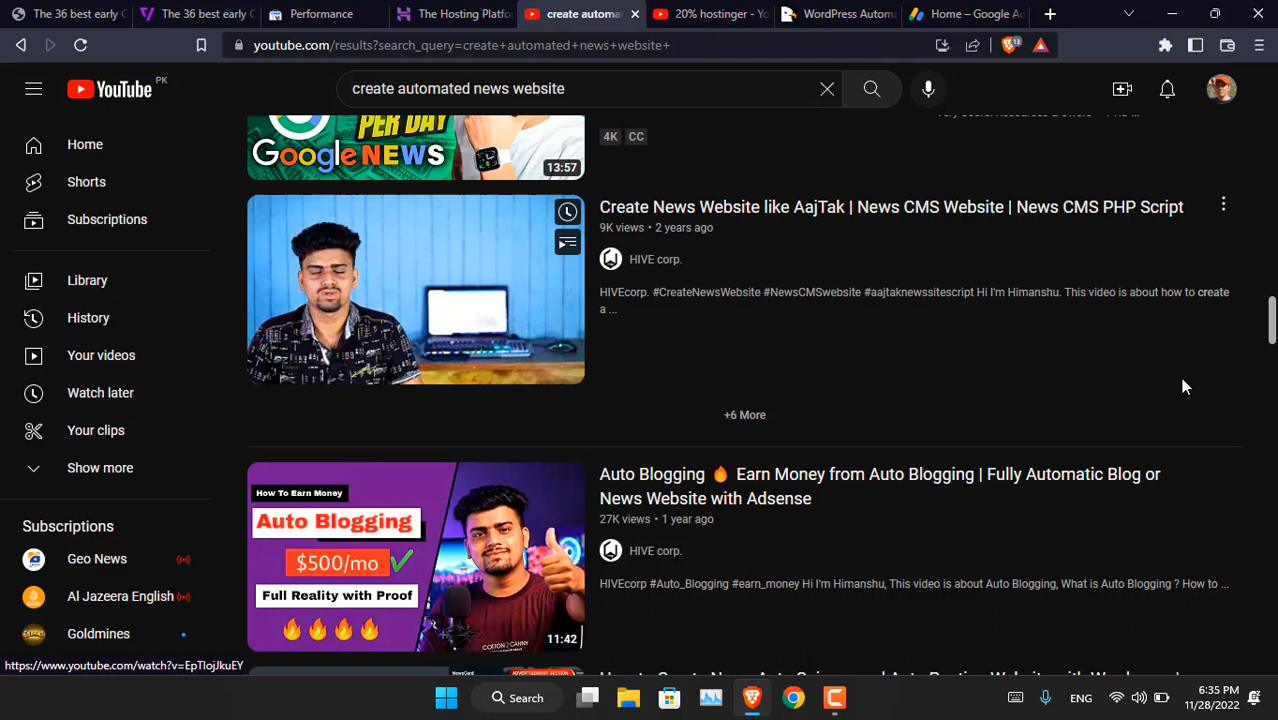 The 36 best early (
The 36 best early (
Performance
The Hosting Platfo
create automat
20% hostinger - Yo
WordPress Automa
Home – Google Ad
youtube.com/results?search_query=create+automated+news+website+
13
YouTube PK
create automated news website
Home
Shorts
Subscriptions
Library
History
Your videos
Watch later
Your clips
Show more
Subscriptions
Geo News
Al Jazeera English
Goldmines
PER DAY
Google NEWS
13:57
4K CC
Create News Website like AajTak | News CMS Website | News CMS PHP Script
9K views • 2 years ago
HIVE corp.
HIVEcorp. #CreateNewsWebsite #NewsCMSwebsite #aajtaknewssitescript Hi I'm Himanshu. This video is about how to create
a ...
+6 More
How To Earn Money
Auto Blogging
$500/mo
Full Reality with Proof
COTTON CANNY
11:42
Auto Blogging 🔥 Earn Money from Auto Blogging | Fully Automatic Blog or
News Website with Adsense
27K views • 1 year ago
HIVE corp.
HIVEcorp #Auto_Blogging #earn_money Hi I'm Himanshu, This video is about Auto Blogging, What is Auto Blogging ? How to ...
https://www.youtube.com/watch?v=EpTlojJkuEY
Search
ENG
6:35 PM
11/28/2022